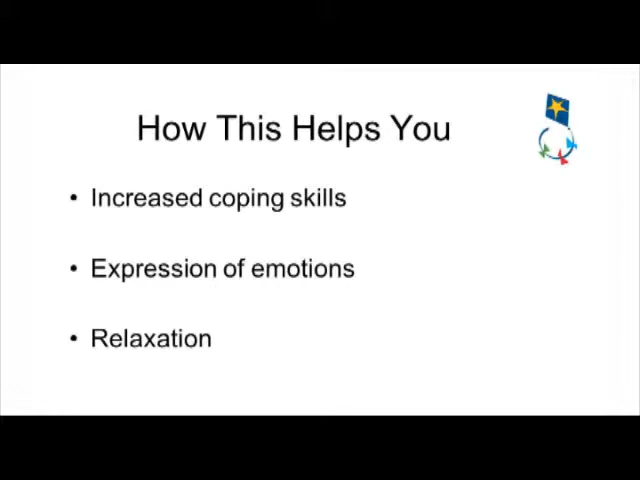 How This Helps You
• Increased coping skills
• Expression of emotions
• Relaxation